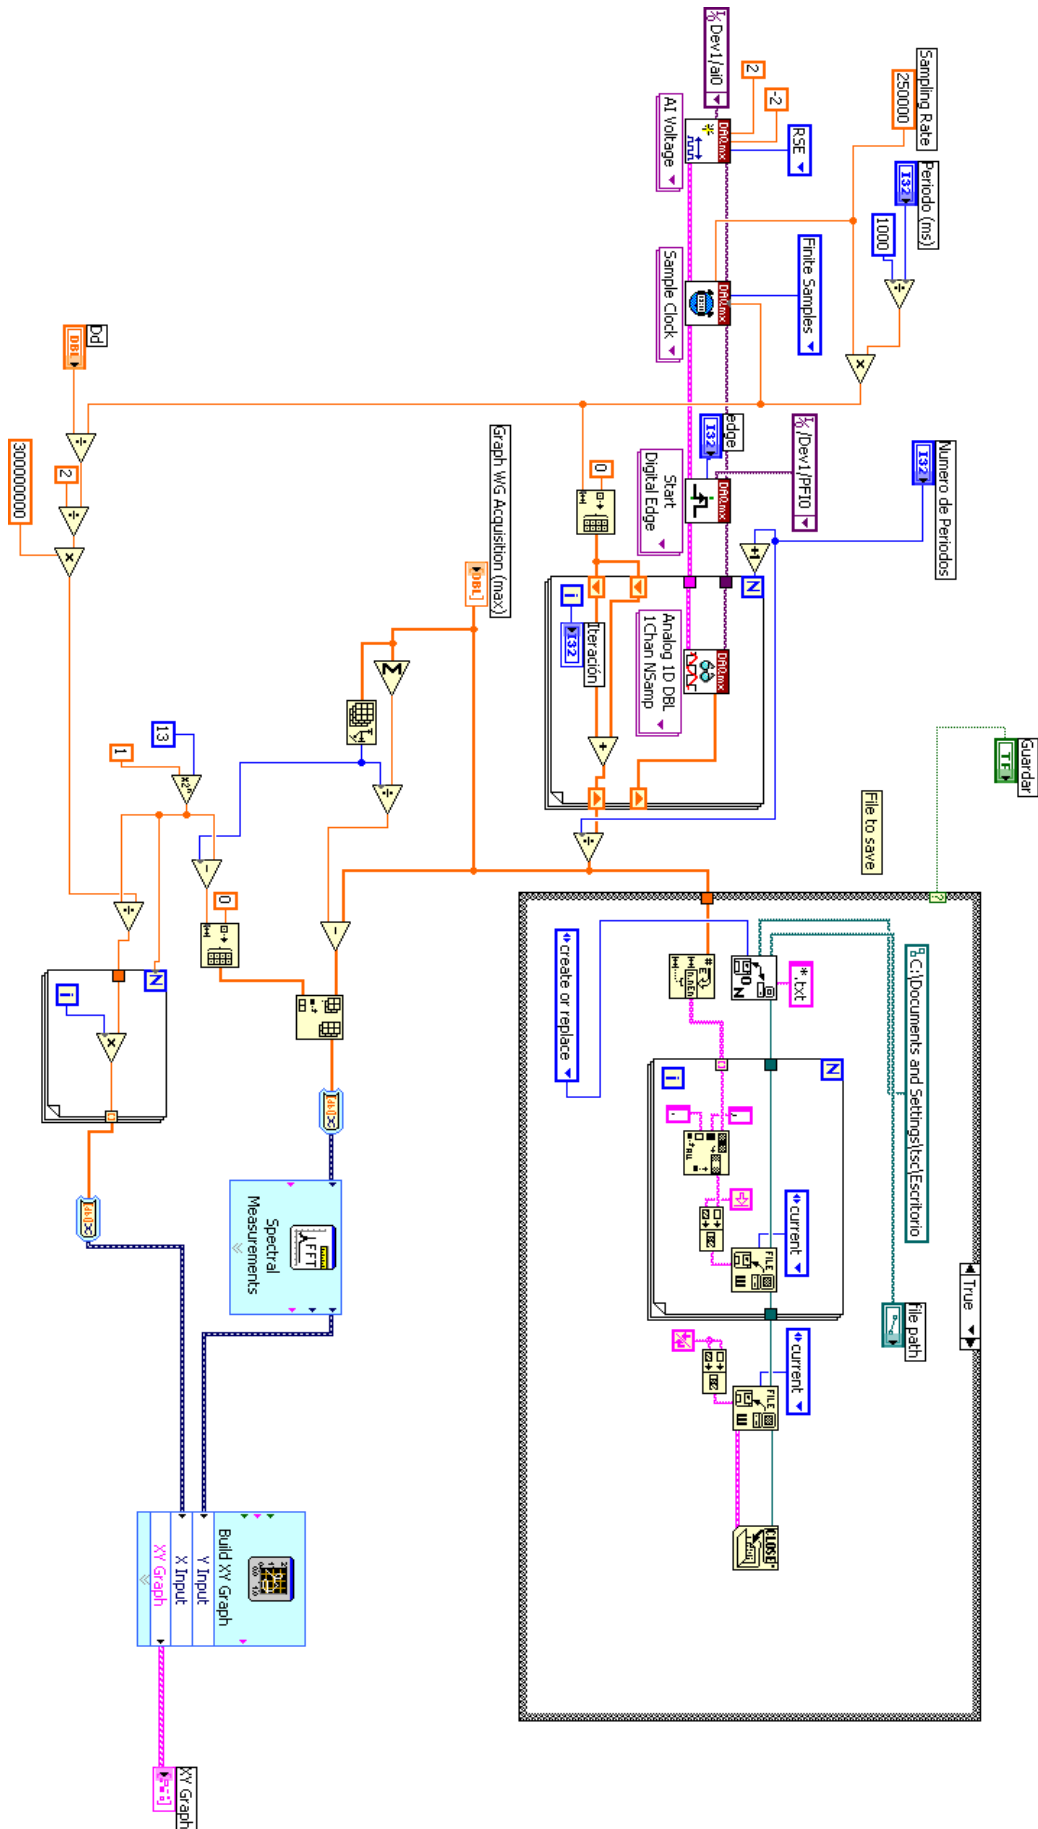 Sampling Rate
250000
Periodo (ms)
I32
1000
Dev1/ai0
2
-2
RSE
DAQmx
AI Voltage
Finite Samples
DAQmx
Sample Clock
Numero de Periodos
I32
/Dev1/PFI0
edge
I32
DAQmx
Start
Digital Edge
+1
N
i
Iteración
I32
DAQmx
Analog 1D DBL
1Chan NSamp
0
Graph WG Acquisition (max)
DBL]
Dd
DBL
2
300000000
13
1
x2ⁿ
0
N
i
Guardar
TF
File to save
True
C:\Documents and Settings\tsc\Escritorio
file path
*.txt
create or replace
N
i
current
FILE
current
FILE
CLOSE
Spectral
Measurements
FFT
Build XY Graph
Y Input
X Input
XY Graph
XY Graph